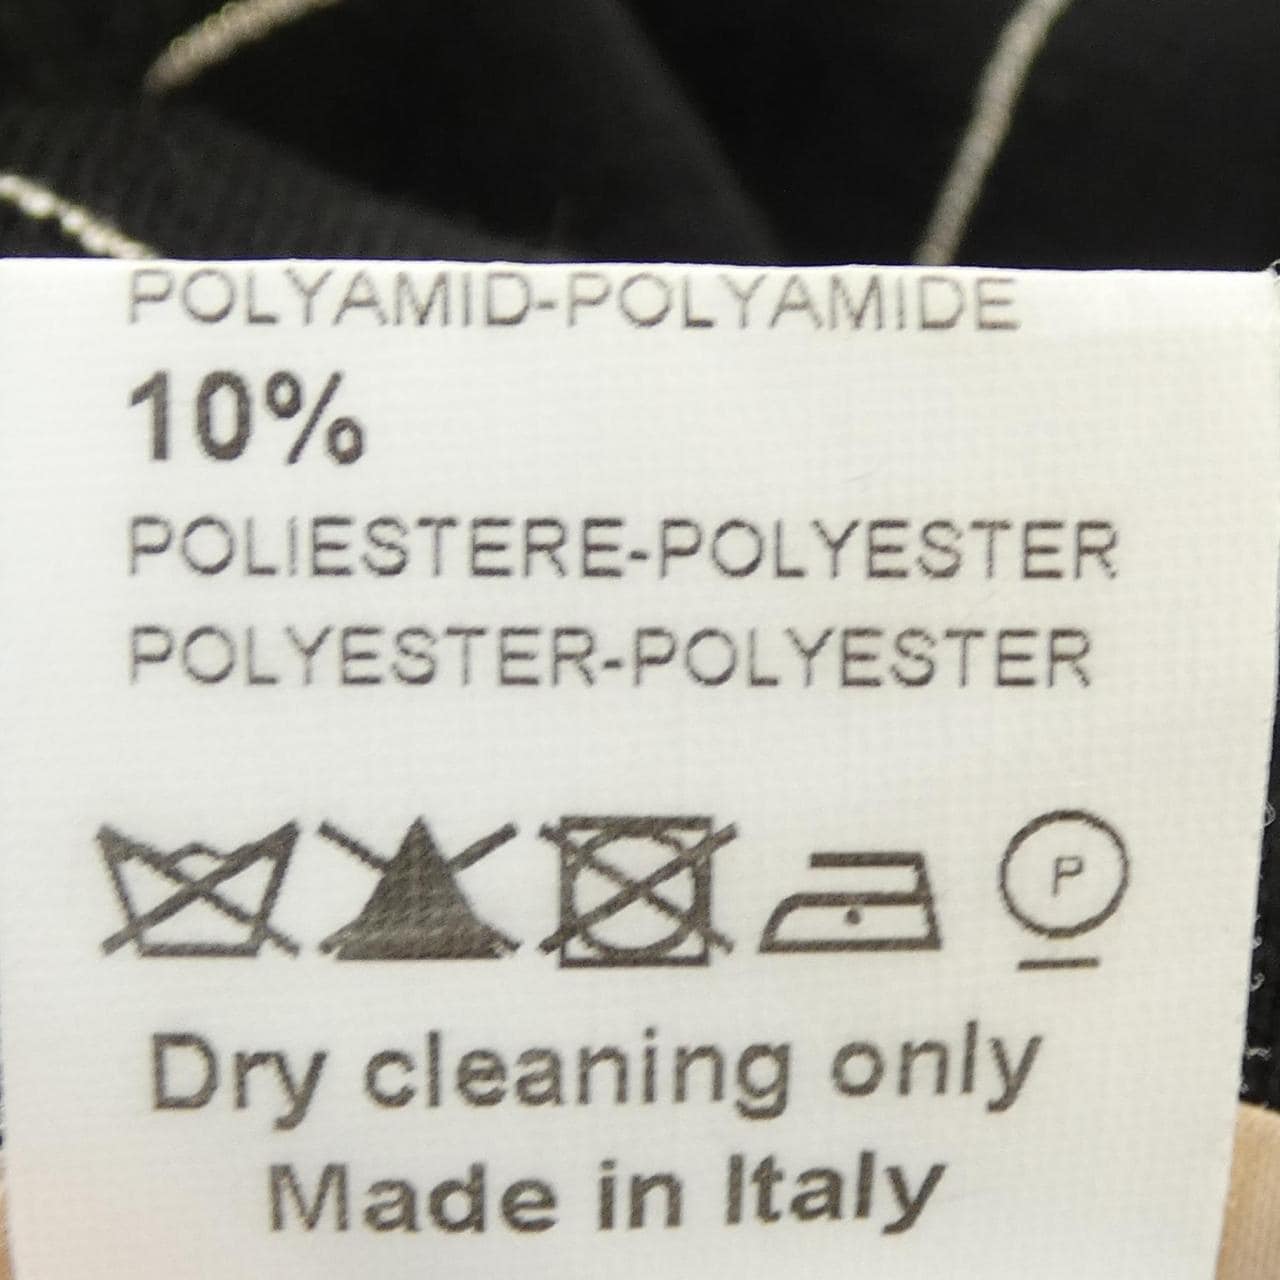 POLYAMID-POLYAMIDE
10%
POLIESTERE-POLYESTER
POLYESTER-POLYESTER
P
Dry cleaning only
Made in Italy